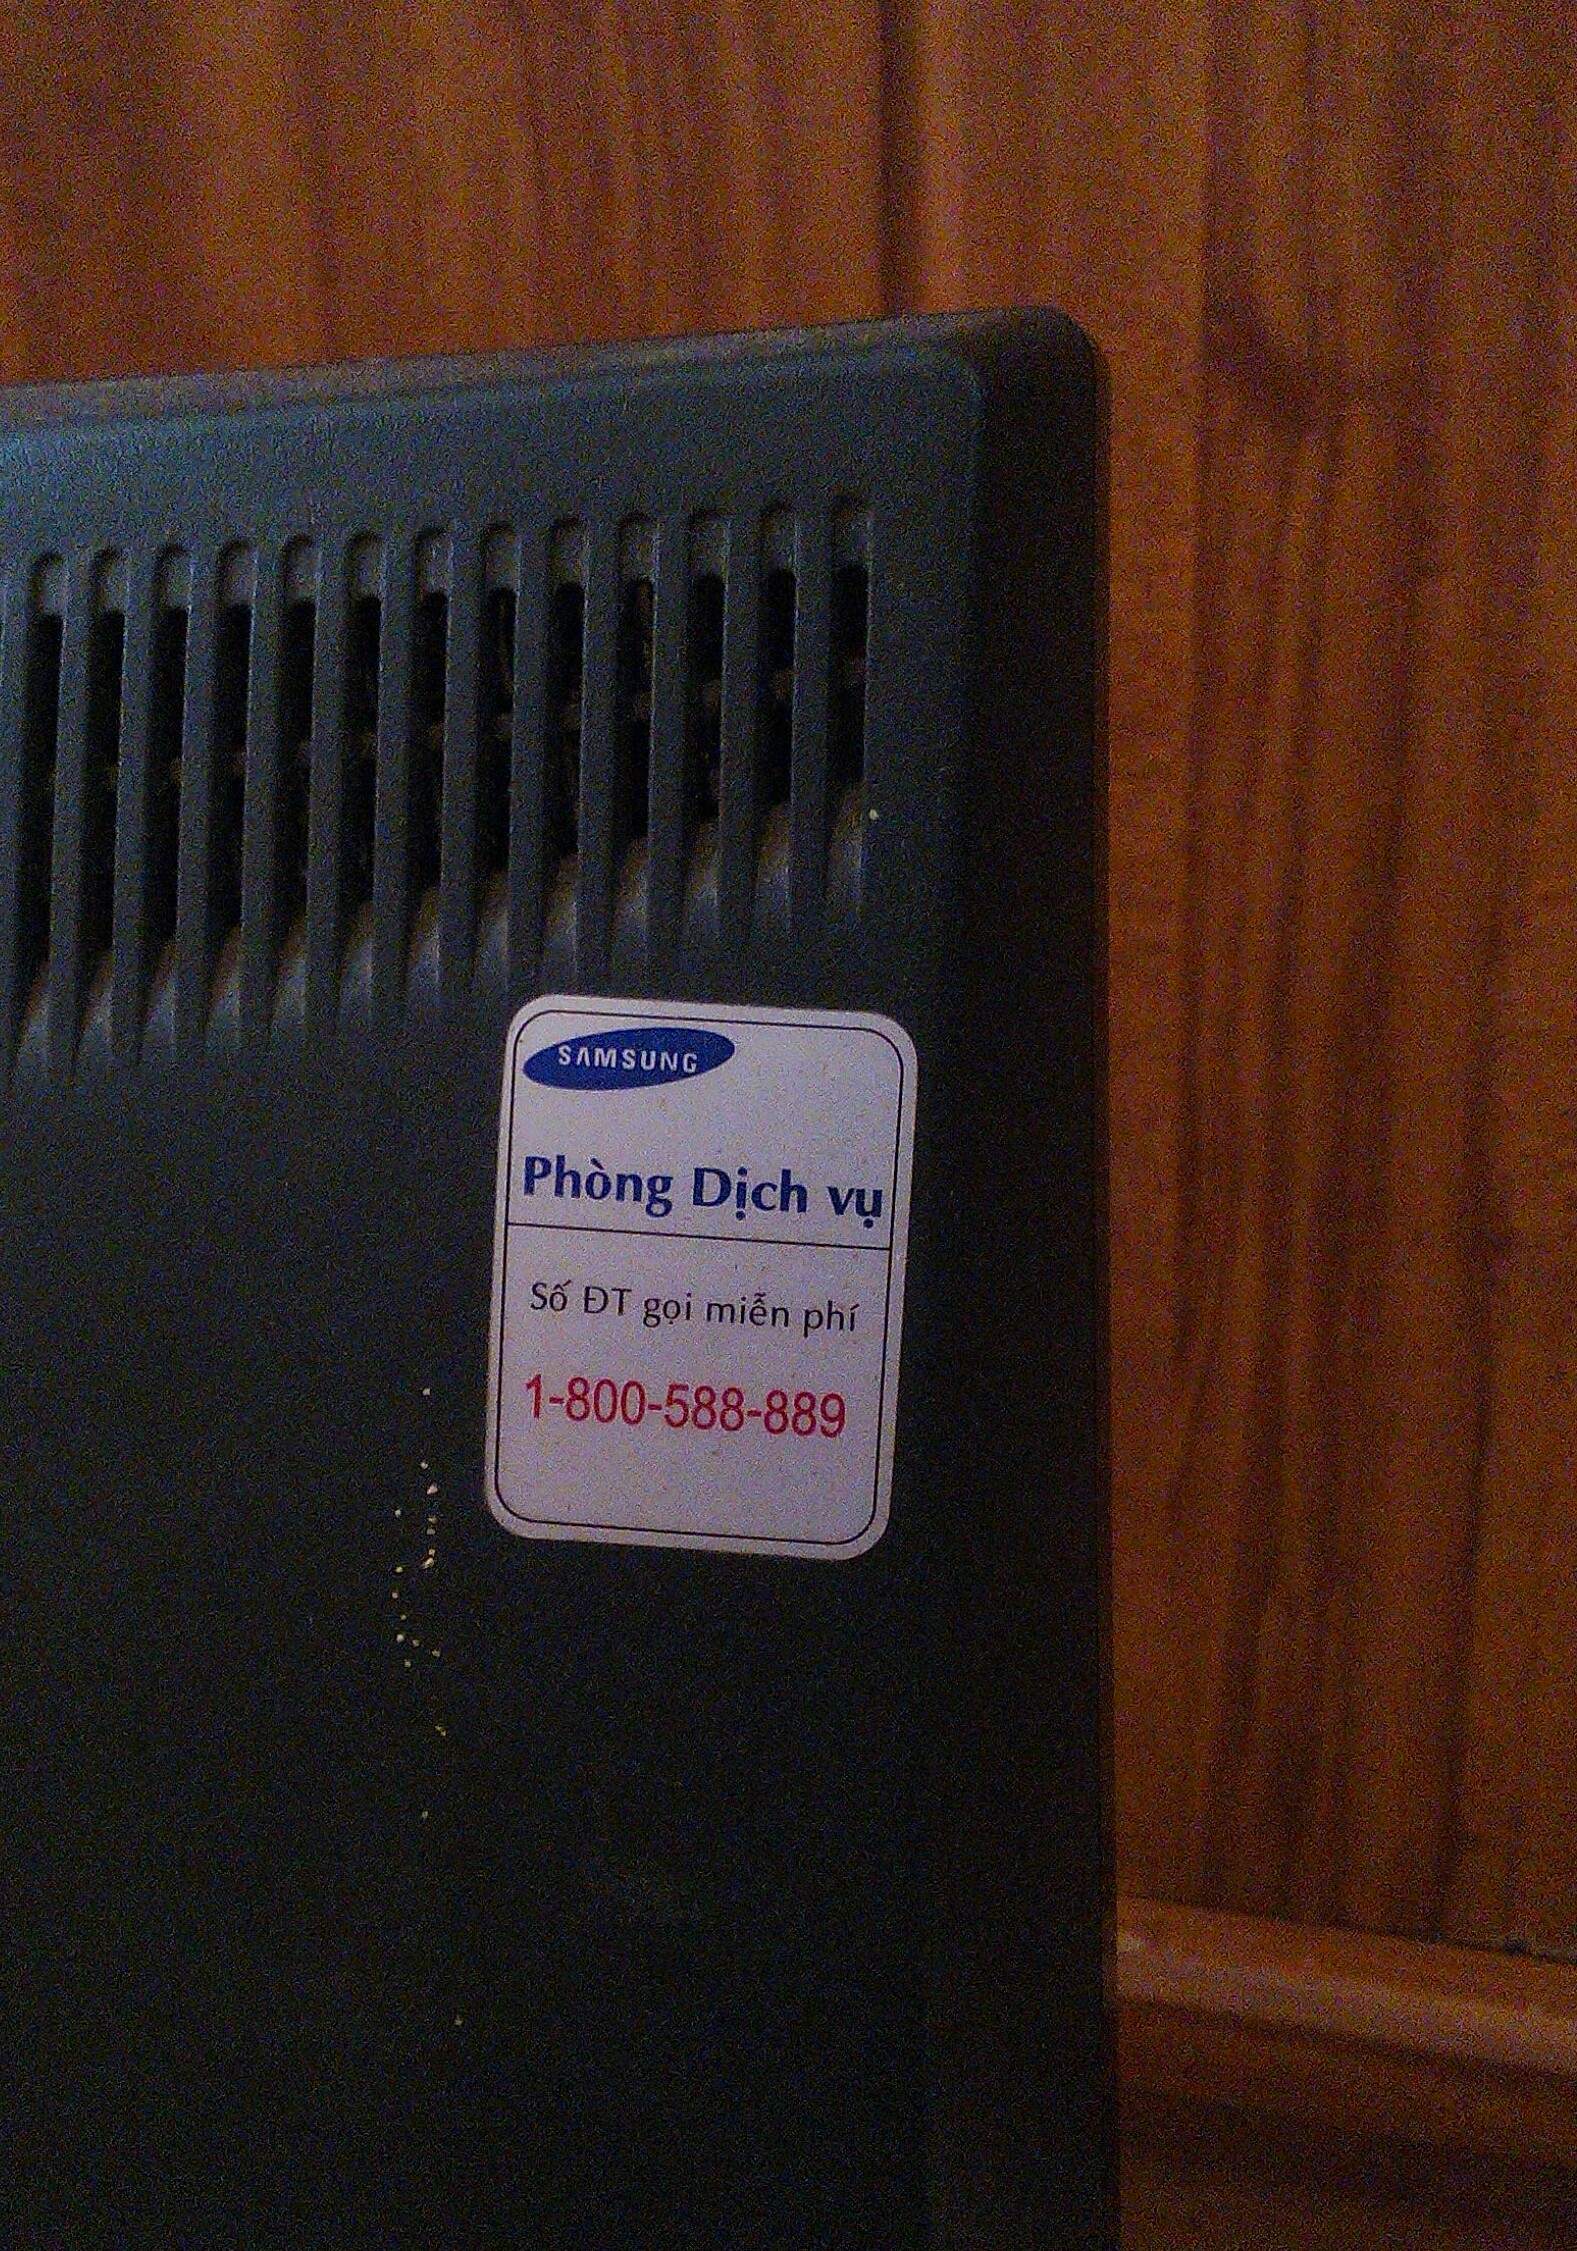 SAMSUNG
Phòng Dịch vụ
Số ĐT gọi miễn phí
1-800-588-889